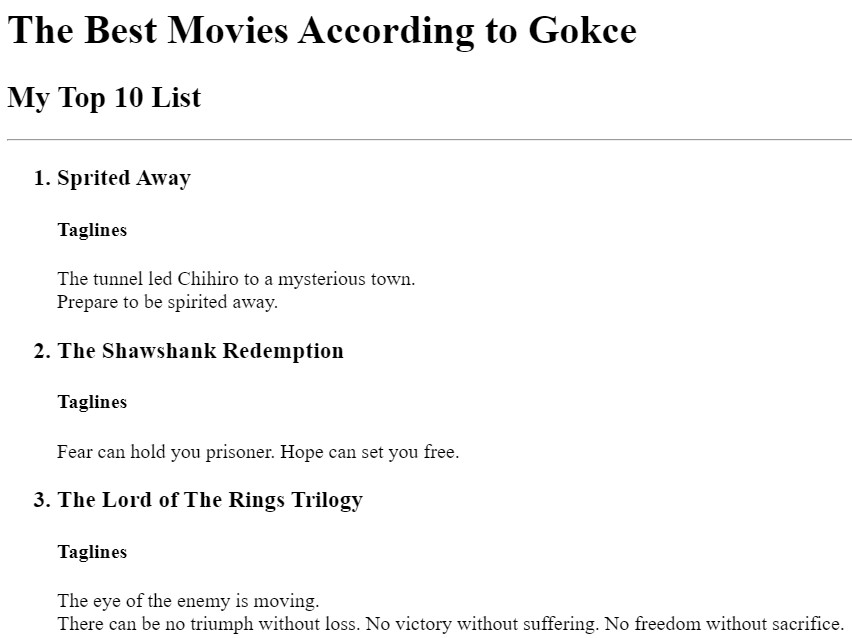 The Best Movies According to Gokce
My Top 10 List
1. Sprited Away
Taglines
The tunnel led Chihiro to a mysterious town.
Prepare to be spirited away.
2. The Shawshank Redemption
Taglines
Fear can hold you prisoner. Hope can set you free.
3. The Lord of The Rings Trilogy
Taglines
The eye of the enemy is moving.
There can be no triumph without loss. No victory without suffering. No freedom without sacrifice.